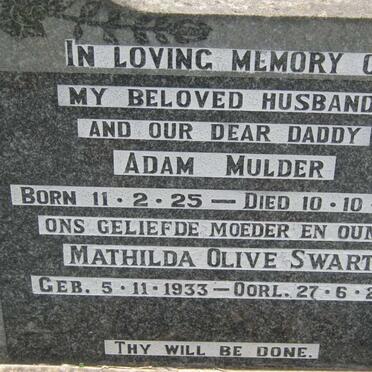 IN LOVING MEMORY O
MY BELOVED HUSBAND
AND OUR DEAR DADDY
ADAM MULDER
BORN 11·2·25 — DIED 10·10·
ONS GELIEFDE MOEDER EN OUM
MATHILDA OLIVE SWART
GEB. 5·11·1933 — OORL. 27·6·2
THY WILL BE DONE.